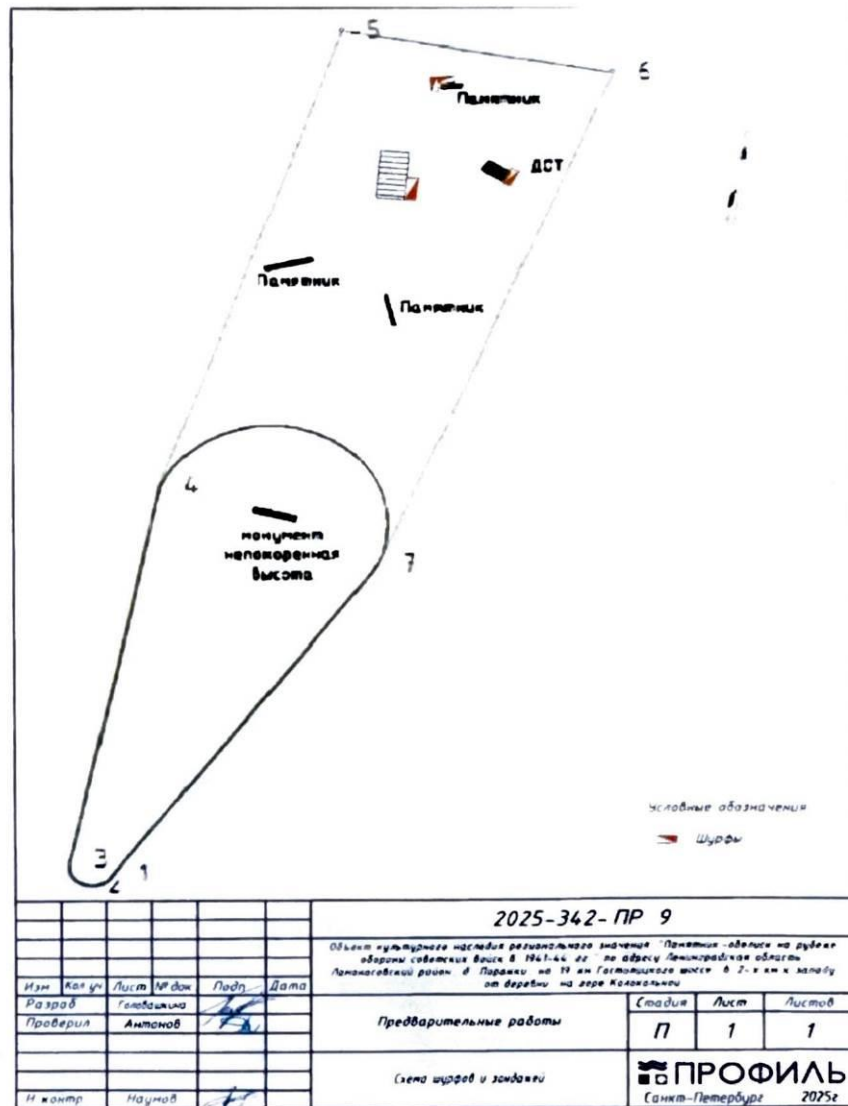 5
6
Памятник
ДОТ
Памятник
Памятник
4
монумент
непокоренная
высота
7
3
2
1
Условные обозначения
Шурфы
2025-342-ПР 9
Объект культурного наследия регионального значения "Памятник-обелиск на рубеже
обороны советских войск в 1941-44 гг" по адресу Ленинградская область
Ломоносовский район д Порожки на 19 км Гостилицкого шоссе в 2-х км к западу
от деревни на горе Колокольной
Изм Кол уч Лист № док Подп Дата
Разраб Головашкина
Проверил Антонов
Предварительные работы
Стадия Лист Листов
П 1 1
Схема шурфов и зондажей
Н контр Наумов
ПРОФИЛЬ
Санкт-Петербург 2025г